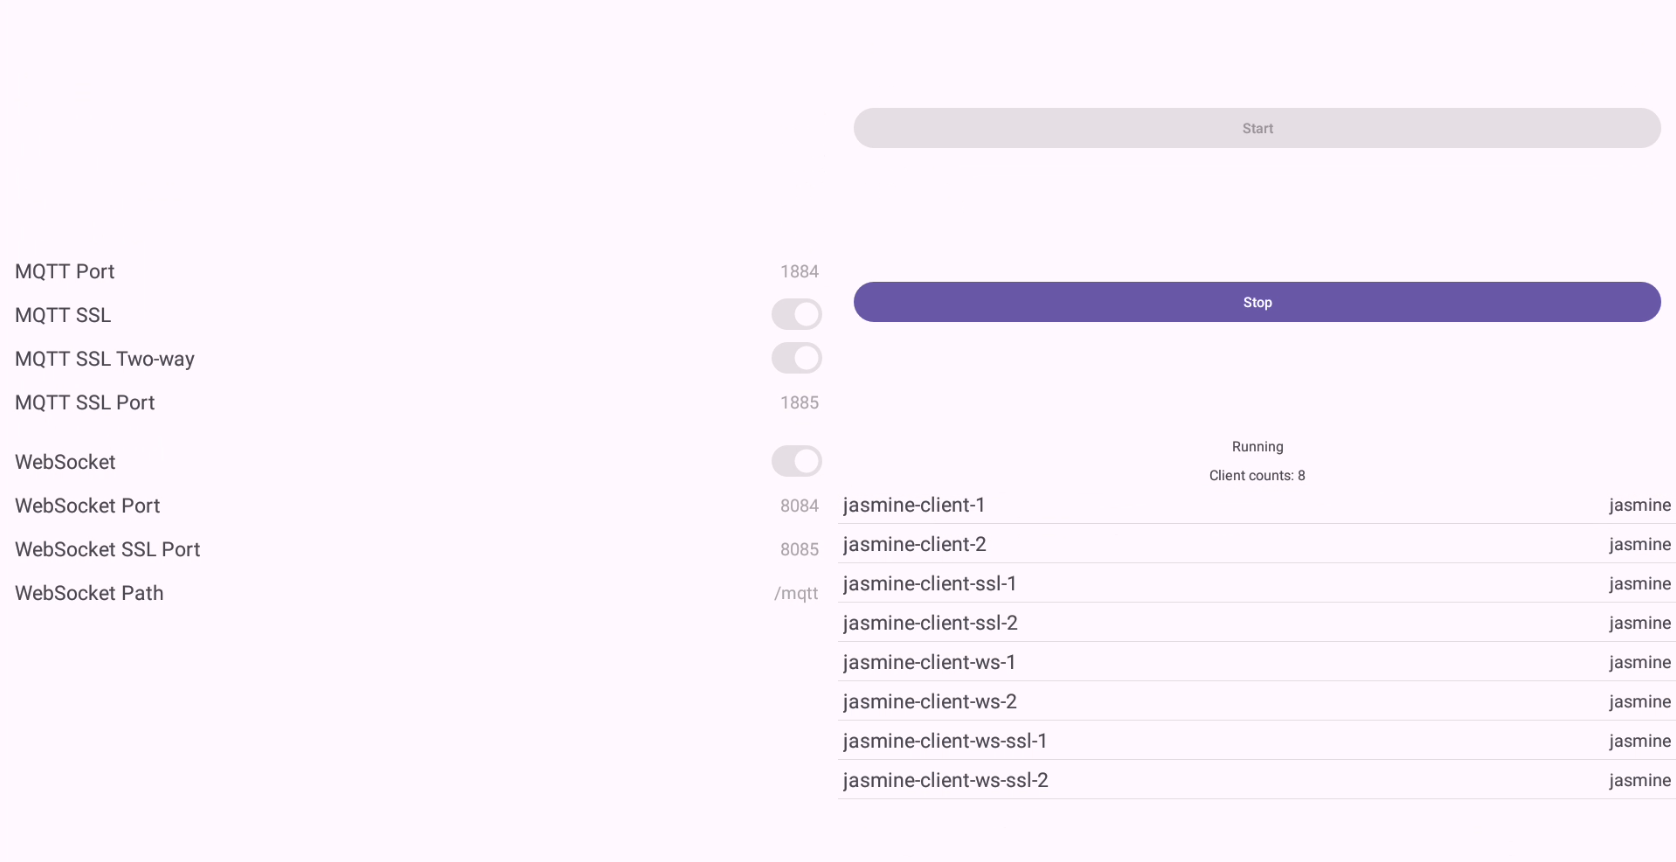 MQTT Port 1884
MQTT SSL
MQTT SSL Two-way
MQTT SSL Port 1885
WebSocket
WebSocket Port 8084
WebSocket SSL Port 8085
WebSocket Path /mqtt
Start
Stop
Running
Client counts: 8
jasmine-client-1 jasmine
jasmine-client-2 jasmine
jasmine-client-ssl-1 jasmine
jasmine-client-ssl-2 jasmine
jasmine-client-ws-1 jasmine
jasmine-client-ws-2 jasmine
jasmine-client-ws-ssl-1 jasmine
jasmine-client-ws-ssl-2 jasmine